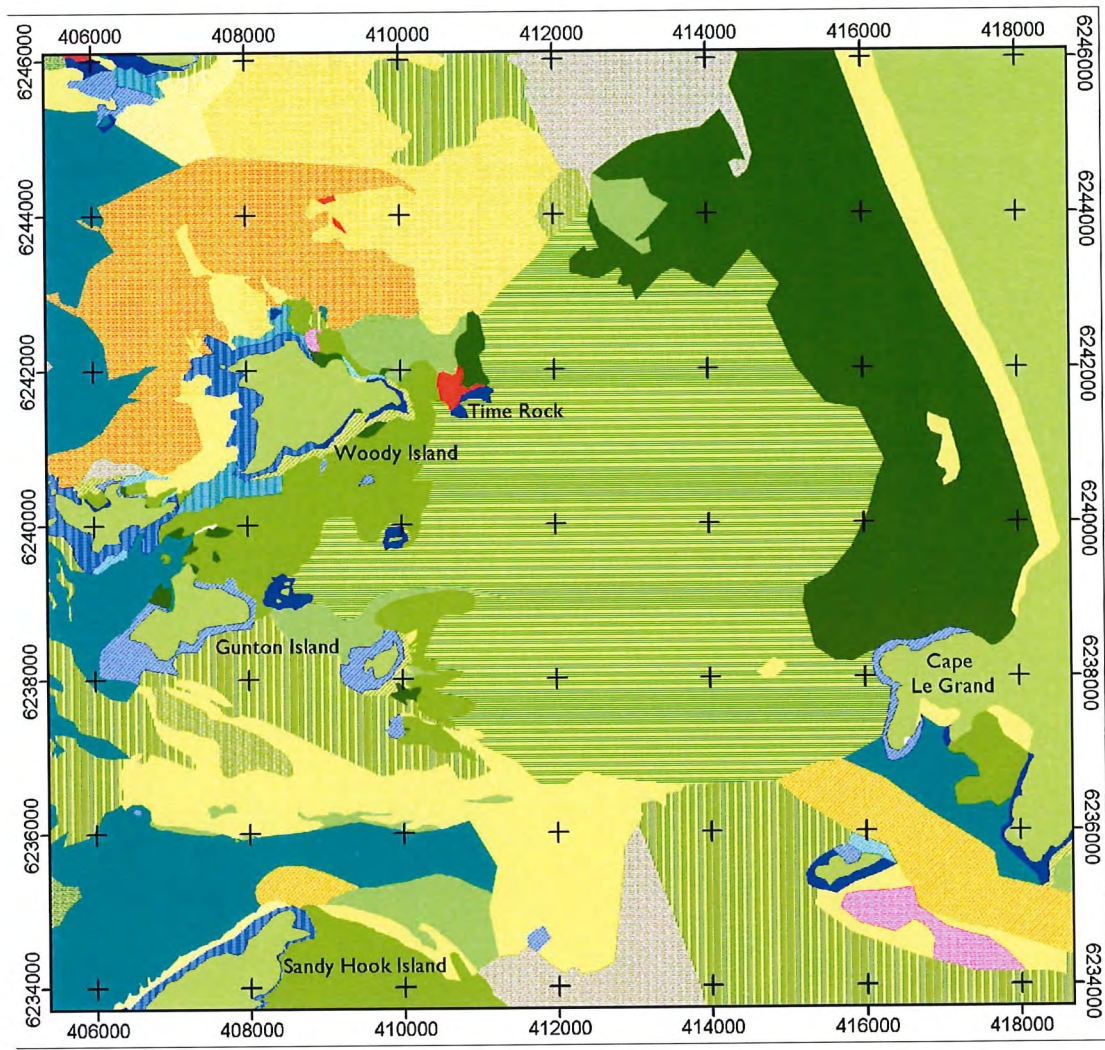 406000 408000 410000 412000 414000 416000 418000
6246000 6246000
6244000 6244000
6242000 6242000
Time Rock
Woody Island
6240000 6240000
Gunton Island
Cape
Le Grand
6238000 6238000
6236000 6236000
Sandy Hook Island
6234000 6234000
406000 408000 410000 412000 414000 416000 418000